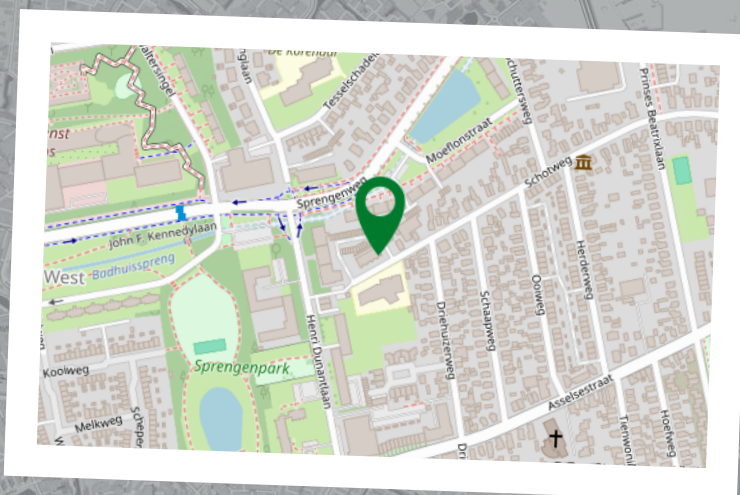 De Korenaar
Tesselschade
Schuttersweg
Prinses Beatrixlaan
Moeflonstraat
Schotweg
Sprengenweg
John F. Kennedylaan
Badhuisspreng
West
Herderweg
Ooiweg
Schaapweg
Driehuizerweg
Henri Dunantlaan
Sprengenpark
Koolweg
Melkweg
Asselsestraat
Hoefweg